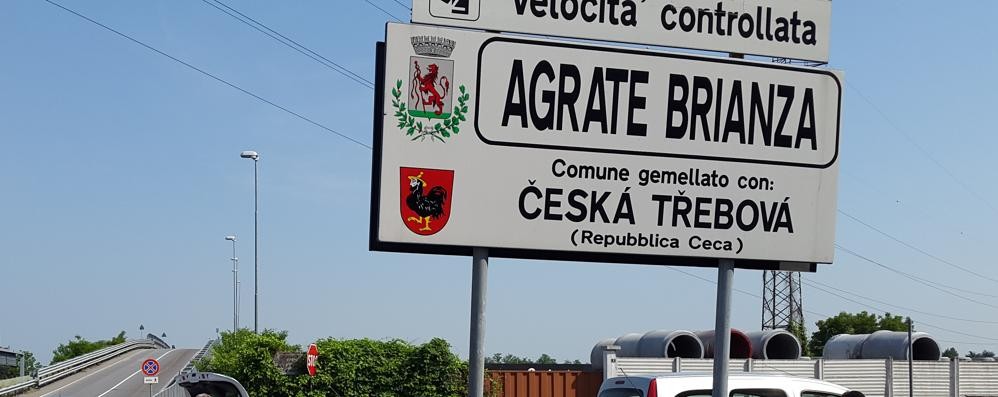 Velocita' controllata
AGRATE BRIANZA
Comune gemellato con:
ČESKÁ TŘEBOVÁ
(Repubblica Ceca)
STOP